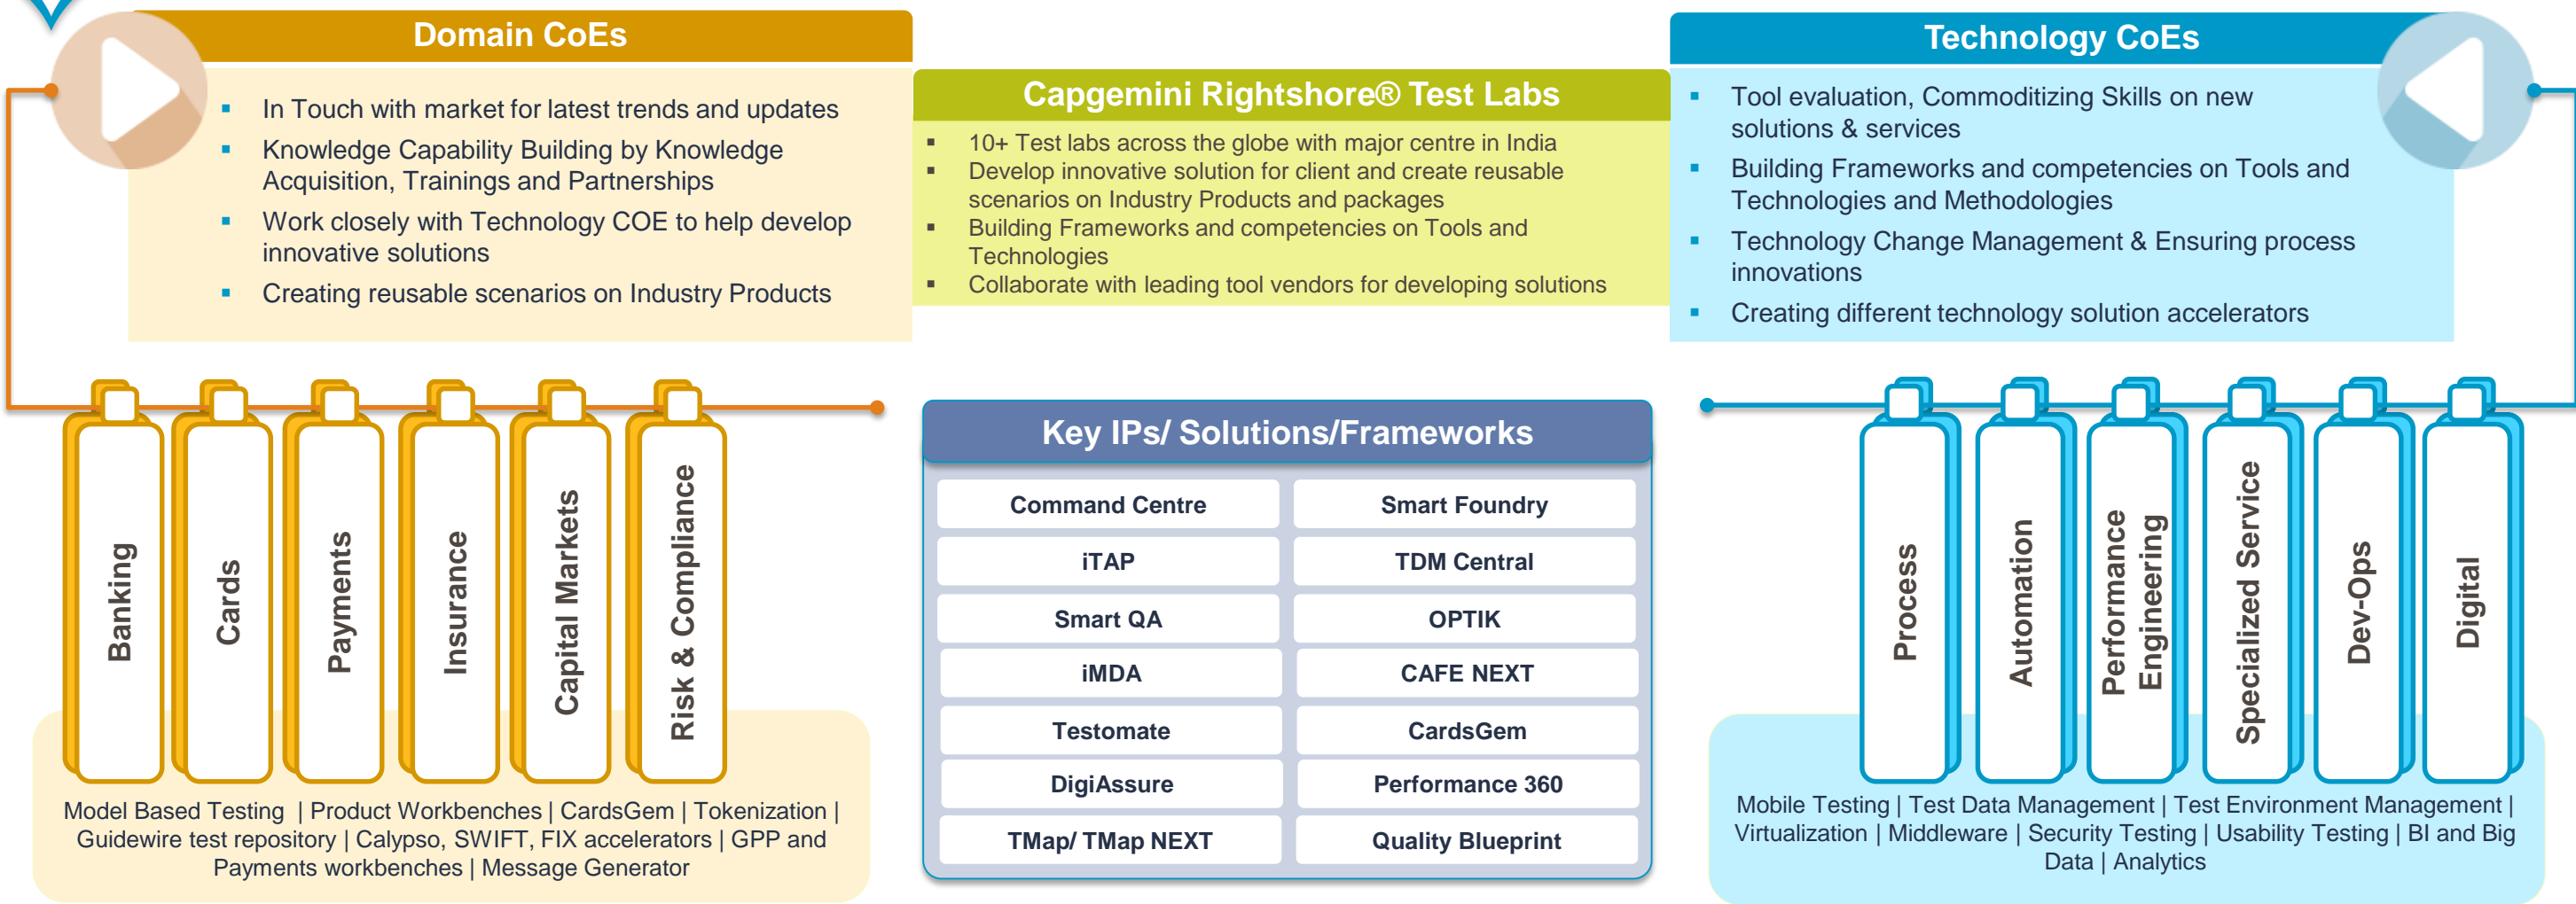 Domain CoEs
In Touch with market for latest trends and updates
Knowledge Capability Building by Knowledge
Acquisition, Trainings and Partnerships
Work closely with Technology COE to help develop
innovative solutions
Creating reusable scenarios on Industry Products
Capgemini Rightshore® Test Labs
10+ Test labs across the globe with major centre in India
Develop innovative solution for client and create reusable
scenarios on Industry Products and packages
Building Frameworks and competencies on Tools and
Technologies
Collaborate with leading tool vendors for developing solutions
Technology CoEs
Tool evaluation, Commoditizing Skills on new
solutions & services
Building Frameworks and competencies on Tools and
Technologies and Methodologies
Technology Change Management & Ensuring process
innovations
Creating different technology solution accelerators
Banking
Cards
Payments
Insurance
Capital Markets
Risk & Compliance
Model Based Testing | Product Workbenches | CardsGem | Tokenization |
Guidewire test repository | Calypso, SWIFT, FIX accelerators | GPP and
Payments workbenches | Message Generator
Key IPs/ Solutions/Frameworks
Command Centre
Smart Foundry
iTAP
TDM Central
Smart QA
OPTIK
iMDA
CAFE NEXT
Testomate
CardsGem
DigiAssure
Performance 360
TMap/ TMap NEXT
Quality Blueprint
Process
Automation
Performance
Engineering
Specialized Service
Dev-Ops
Digital
Mobile Testing | Test Data Management | Test Environment Management |
Virtualization | Middleware | Security Testing | Usability Testing | BI and Big
Data | Analytics